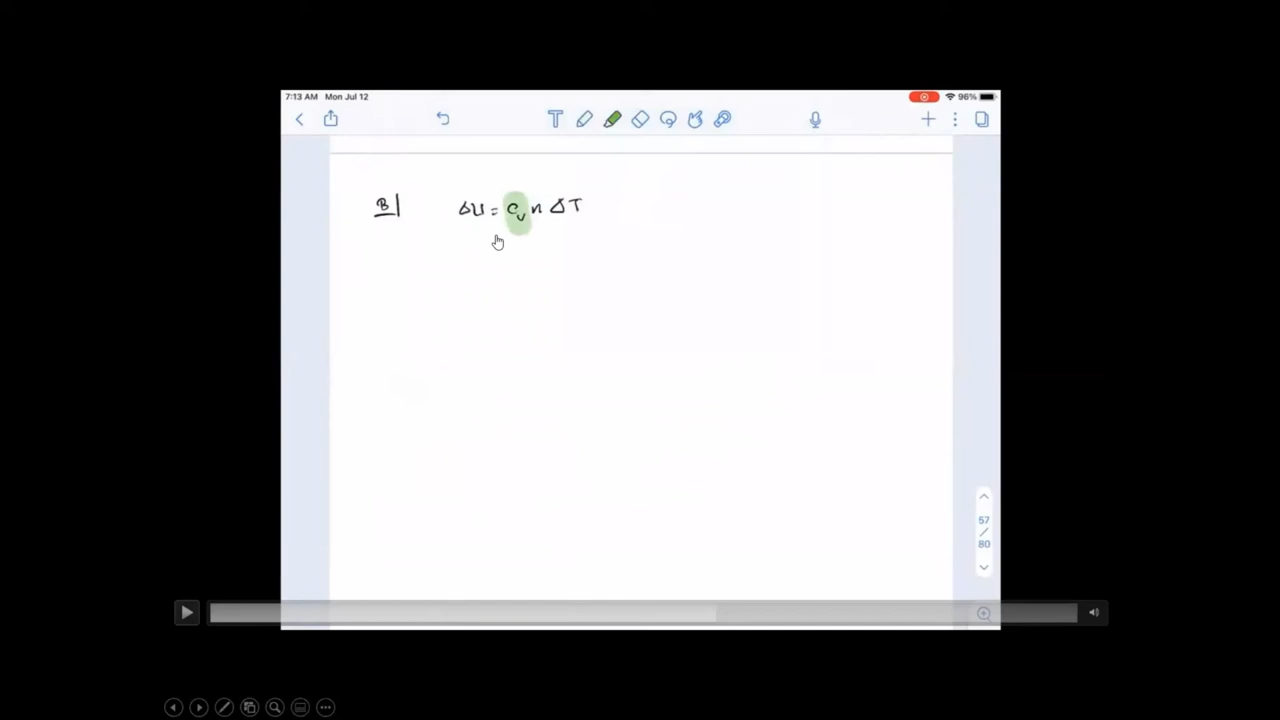 7:13 AM Mon Jul 12
96%
T
B| ΔU = Cv n ΔT
57
/
80